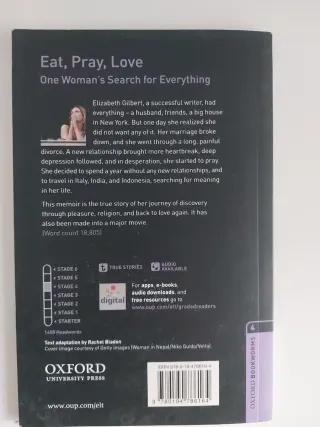 Eat, Pray, Love
One Woman's Search for Everything
Elizabeth Gilbert, a successful writer, had
everything – a husband, friends, a big house
in New York. But one day she realized she
did not want any of it. Her marriage broke
down, and she went through a long, painful
divorce. A new relationship brought more heartbreak, deep
depression followed, and in desperation, she started to pray.
She decided to spend a year without any new relationships, and
to travel in Italy, India, and Indonesia, searching for meaning
in her life.
This memoir is the true story of her journey of discovery
through pleasure, religion, and back to love again. It has
also been made into a major movie.
(Word count 18,805)
STAGE 6
STAGE 5
STAGE 4
STAGE 3
STAGE 2
STAGE 1
STARTER
1400 Headwords
TRUE STORIES
AUDIO
AVAILABLE
go
digital
For apps, e-books,
audio downloads, and
free resources go to
www.oup.com/elt/gradedreaders
Text adaptation by Rachel Bladon
OXFORD
UNIVERSITY PRESS
www.oup.com/elt
4
OXFORD BOOKWORMS